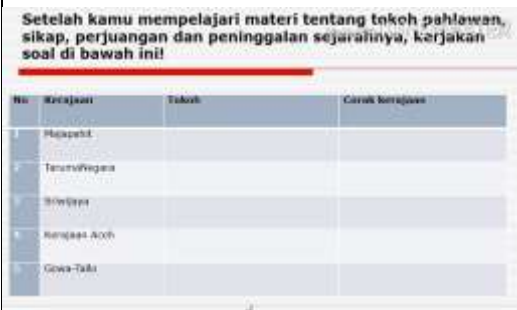 Setelah kamu mempelajari materi tentang tokoh pahlawan,
sikap, perjuangan dan peninggalan sejarahnya, kerjakan
soal di bawah ini!
No Kerajaan Tokoh Corak kerajaan
1 Majapahit
2 TarumaNegara
3 Sriwijaya
4 Kerajaan Aceh
5 Gowa-Tallo